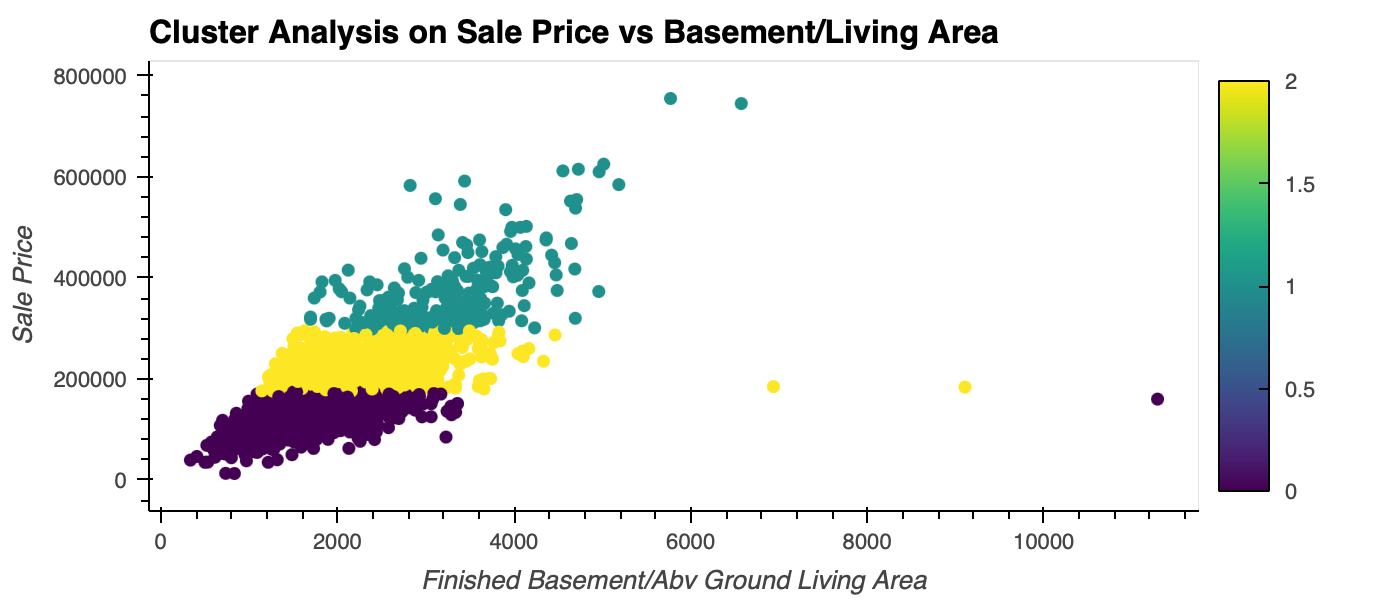 Cluster Analysis on Sale Price vs Basement/Living Area
800000
600000
400000
200000
0
Sale Price
0 2000 4000 6000 8000 10000
Finished Basement/Abv Ground Living Area
2
1.5
1
0.5
0